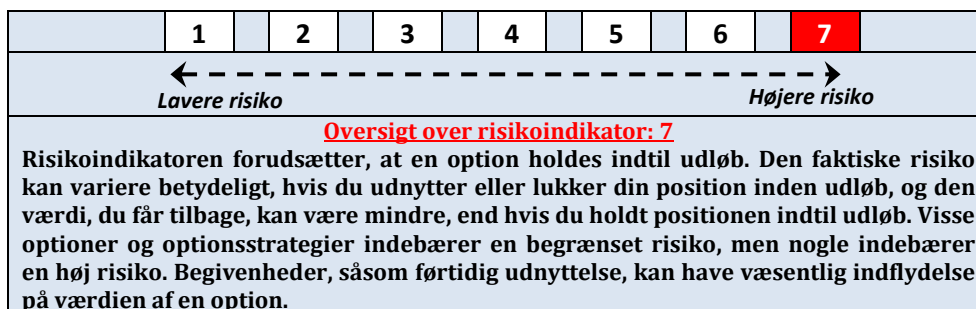 1 2 3 4 5 6 7
Lavere risiko Højere risiko
Oversigt over risikoindikator: 7
Risikoindikatoren forudsætter, at en option holdes indtil udløb. Den faktiske risiko
kan variere betydeligt, hvis du udnytter eller lukker din position inden udløb, og den
værdi, du får tilbage, kan være mindre, end hvis du holdt positionen indtil udløb. Visse
optioner og optionsstrategier indebærer en begrænset risiko, men nogle indebærer
en høj risiko. Begivenheder, såsom førtidig udnyttelse, kan have væsentlig indflydelse
på værdien af en option.